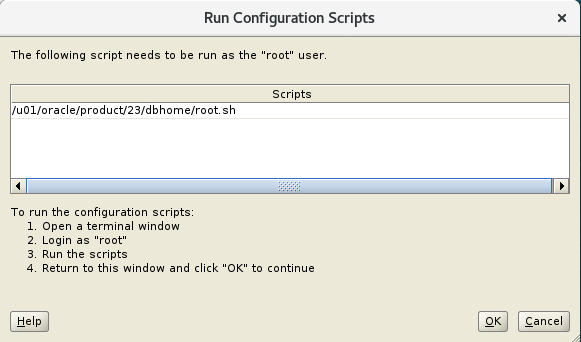 Run Configuration Scripts
The following script needs to be run as the "root" user.
Scripts
/u01/oracle/product/23/dbhome/root.sh
To run the configuration scripts:
1. Open a terminal window
2. Login as "root"
3. Run the scripts
4. Return to this window and click "OK" to continue
Help
OK
Cancel